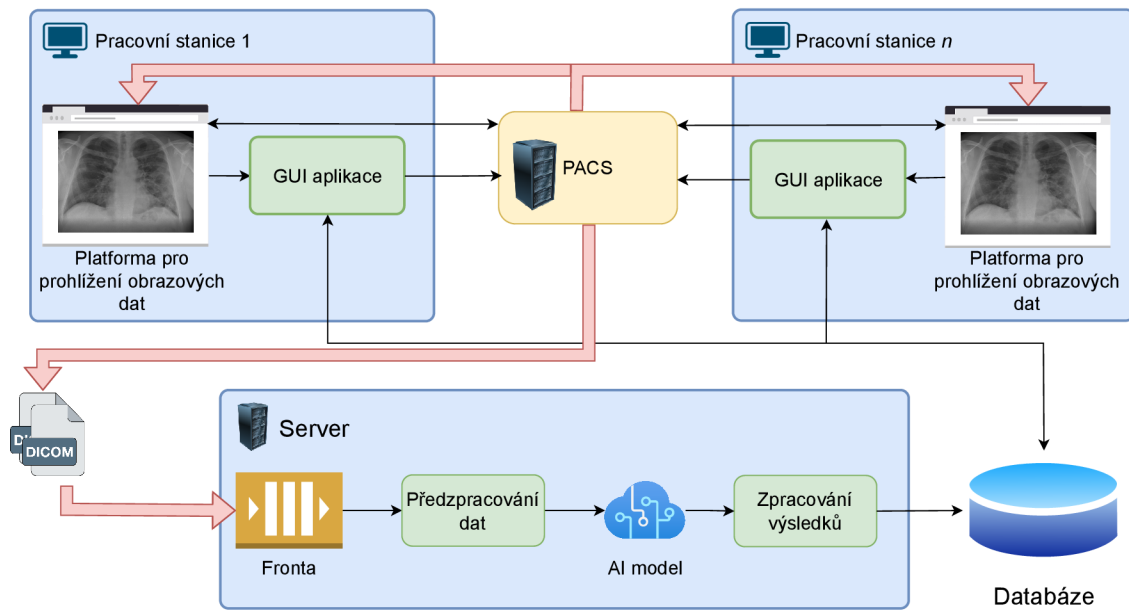 Pracovní stanice 1
Pracovní stanice n
GUI aplikace
PACS
GUI aplikace
Platforma pro
prohlížení obrazových
dat
Platforma pro
prohlížení obrazových
dat
DICOM
Server
Předzpracování
dat
Zpracování
výsledků
Fronta
AI model
Databáze